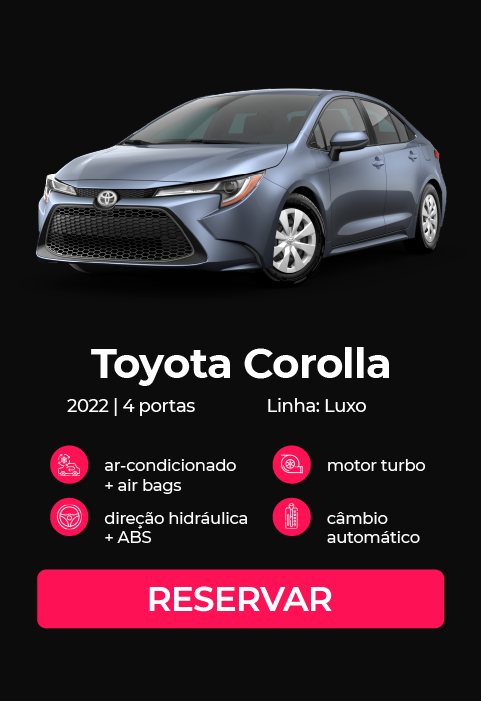 Toyota Corolla
2022 | 4 portas
Linha: Luxo
ar-condicionado
+ air bags
motor turbo
direção hidráulica
+ ABS
câmbio
automático
RESERVAR